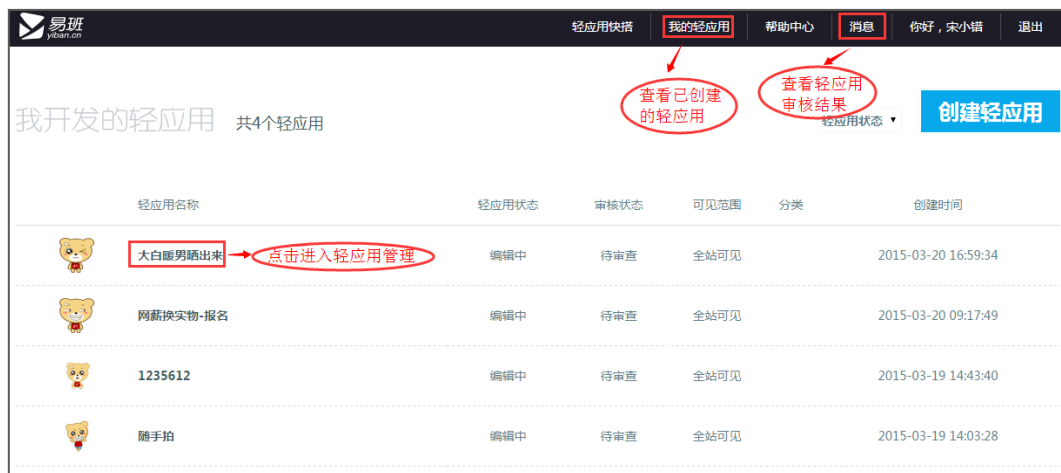 易班
yiban.cn
轻应用快搭 我的轻应用 帮助中心 消息 你好，宋小错 退出
查看已创建
的轻应用
查看轻应用
审核结果
我开发的轻应用 共4个轻应用
轻应用状态
创建轻应用
轻应用名称 轻应用状态 审核状态 可见范围 分类 创建时间
大白暖男晒出来 点击进入轻应用管理 编辑中 待审查 全站可见 2015-03-20 16:59:34
网薪换实物-报名 编辑中 待审查 全站可见 2015-03-20 09:17:49
1235612 编辑中 待审查 全站可见 2015-03-19 14:43:40
随手拍 编辑中 待审查 全站可见 2015-03-19 14:03:28